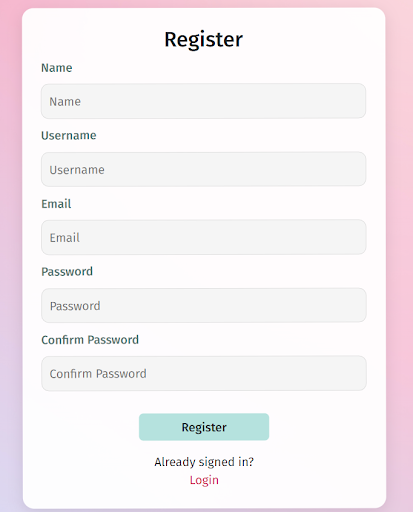 Register
Name
Name
Username
Username
Email
Email
Password
Password
Confirm Password
Confirm Password
Register
Already signed in?
Login